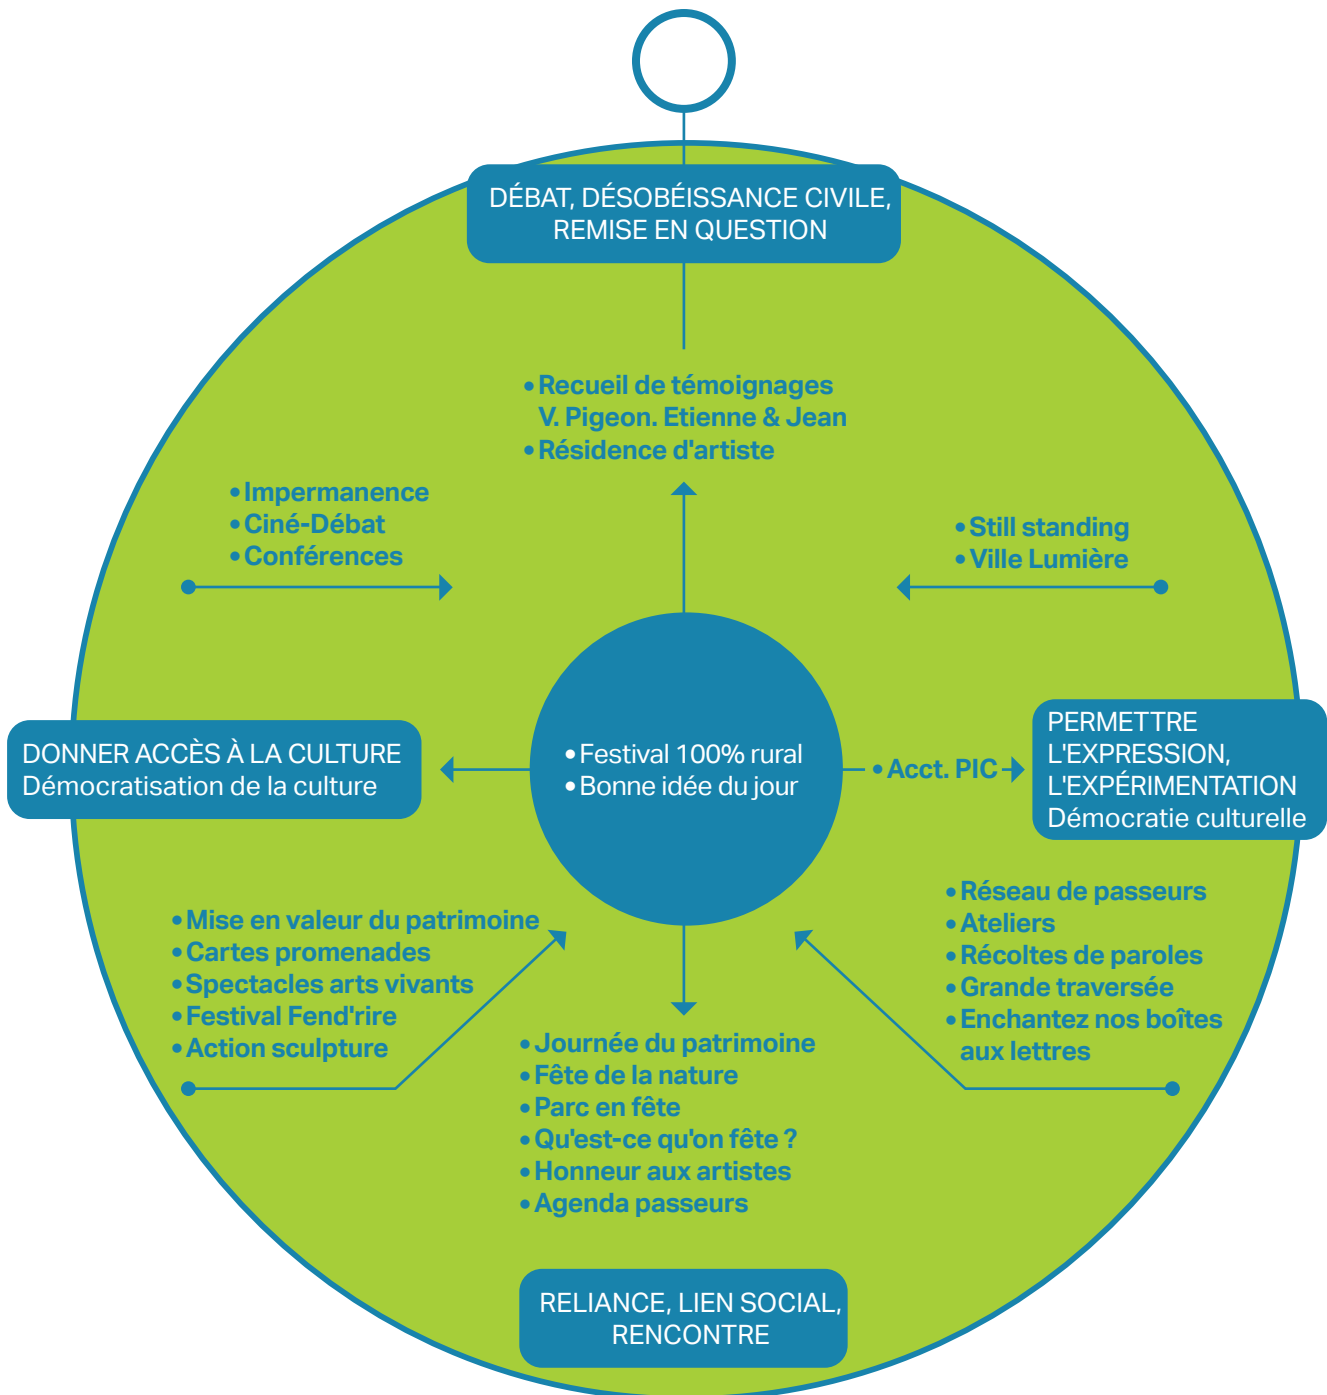 DÉBAT, DÉSOBÉISSANCE CIVILE,
REMISE EN QUESTION
• Recueil de témoignages
V. Pigeon. Etienne & Jean
• Résidence d'artiste
• Impermanence
• Ciné-Débat
• Conférences
• Still standing
• Ville Lumière
DONNER ACCÈS À LA CULTURE
Démocratisation de la culture
• Festival 100% rural
• Bonne idée du jour
• Acct. PIC
PERMETTRE
L'EXPRESSION,
L'EXPÉRIMENTATION
Démocratie culturelle
• Mise en valeur du patrimoine
• Cartes promenades
• Spectacles arts vivants
• Festival Fend'rire
• Action sculpture
• Réseau de passeurs
• Ateliers
• Récoltes de paroles
• Grande traversée
• Enchantez nos boîtes
aux lettres
• Journée du patrimoine
• Fête de la nature
• Parc en fête
• Qu'est-ce qu'on fête ?
• Honneur aux artistes
• Agenda passeurs
RELIANCE, LIEN SOCIAL,
RENCONTRE